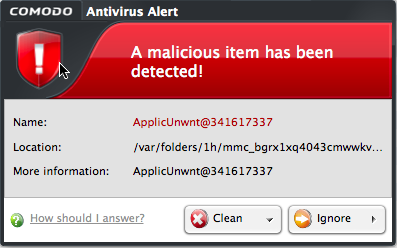 COMODO Antivirus Alert
A malicious item has been
detected!
Name: ApplicUnwnt@341617337
Location: /var/folders/1h/mmc_bgrx1xq4043cmwwkv...
More information: ApplicUnwnt@341617337
How should I answer? Clean Ignore